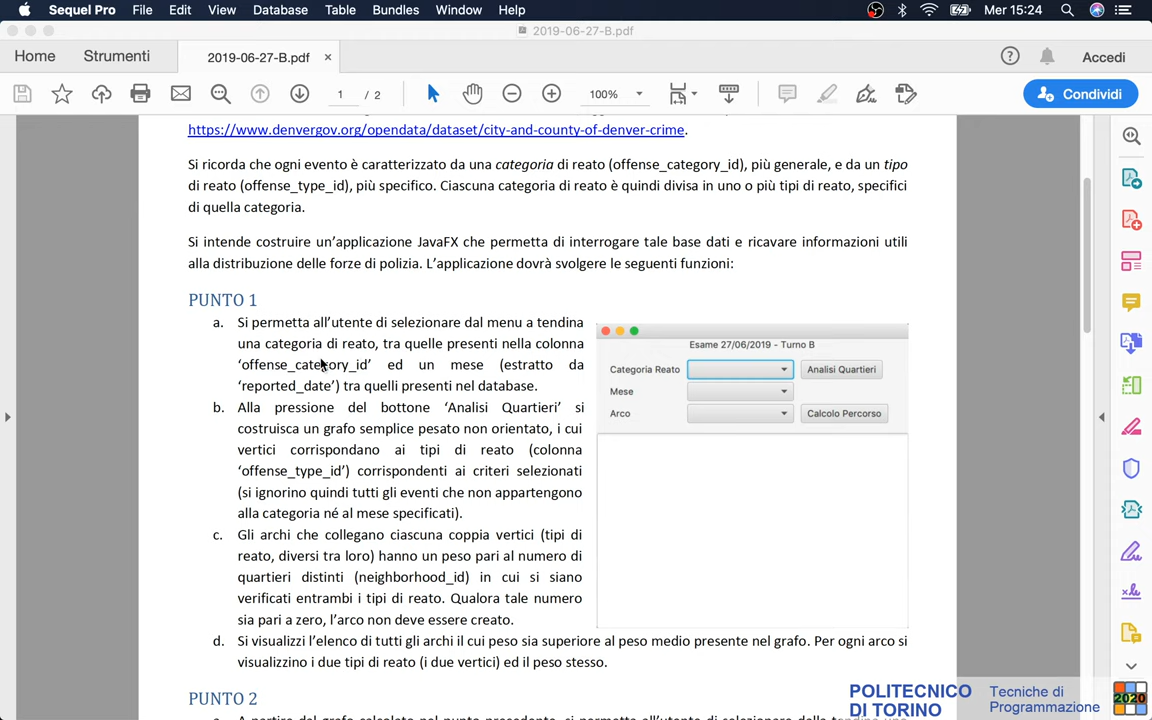 Sequel Pro File Edit View Database Table Bundles Window Help Mer 15:24
2019-06-27-B.pdf
Home Strumenti 2019-06-27-B.pdf × Accedi
1 / 2 100% Condividi
https://www.denvergov.org/opendata/dataset/city-and-county-of-denver-crime.
Si ricorda che ogni evento è caratterizzato da una categoria di reato (offense_category_id), più generale, e da un tipo
di reato (offense_type_id), più specifico. Ciascuna categoria di reato è quindi divisa in uno o più tipi di reato, specifici
di quella categoria.
Si intende costruire un'applicazione JavaFX che permetta di interrogare tale base dati e ricavare informazioni utili
alla distribuzione delle forze di polizia. L'applicazione dovrà svolgere le seguenti funzioni:
PUNTO 1
a. Si permetta all'utente di selezionare dal menu a tendina
una categoria di reato, tra quelle presenti nella colonna
'offense_category_id' ed un mese (estratto da
'reported_date') tra quelli presenti nel database.
b. Alla pressione del bottone 'Analisi Quartieri' si
costruisca un grafo semplice pesato non orientato, i cui
vertici corrispondano ai tipi di reato (colonna
'offense_type_id') corrispondenti ai criteri selezionati
(si ignorino quindi tutti gli eventi che non appartengono
alla categoria né al mese specificati).
c. Gli archi che collegano ciascuna coppia vertici (tipi di
reato, diversi tra loro) hanno un peso pari al numero di
quartieri distinti (neighborhood_id) in cui si siano
verificati entrambi i tipi di reato. Qualora tale numero
sia pari a zero, l'arco non deve essere creato.
Esame 27/06/2019 - Turno B
Categoria Reato Analisi Quartieri
Mese
Arco Calcolo Percorso
d. Si visualizzi l'elenco di tutti gli archi il cui peso sia superiore al peso medio presente nel grafo. Per ogni arco si
visualizzino i due tipi di reato (i due vertici) ed il peso stesso.
PUNTO 2
POLITECNICO
DI TORINO
Tecniche di
Programmazione
2020